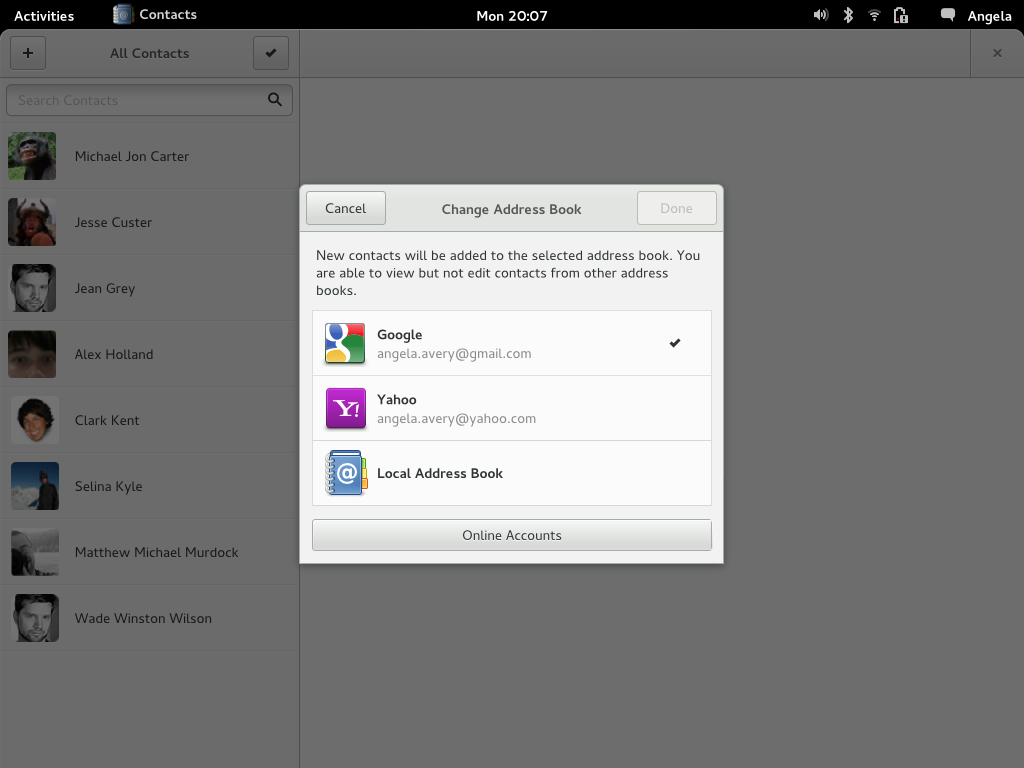 Activities
Contacts
Mon 20:07
Angela
All Contacts
Search Contacts
Michael Jon Carter
Jesse Custer
Jean Grey
Alex Holland
Clark Kent
Selina Kyle
Matthew Michael Murdock
Wade Winston Wilson
Cancel
Change Address Book
Done
New contacts will be added to the selected address book. You
are able to view but not edit contacts from other address
books.
Google
angela.avery@gmail.com
Y!
Yahoo
angela.avery@yahoo.com
@
Local Address Book
Online Accounts